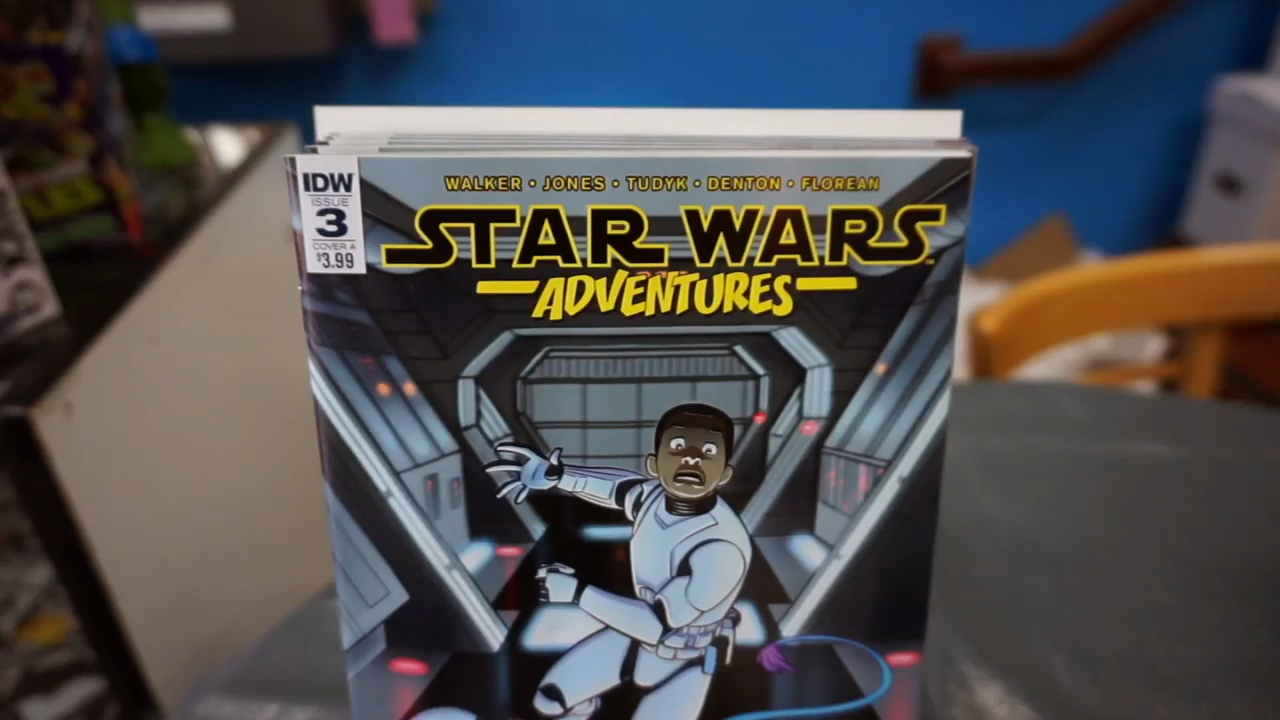 WALKER • JONES • TUDYK • DENTON • FLOREAN
IDW
ISSUE
3
COVER A
$3.99
STAR WARS
ADVENTURES